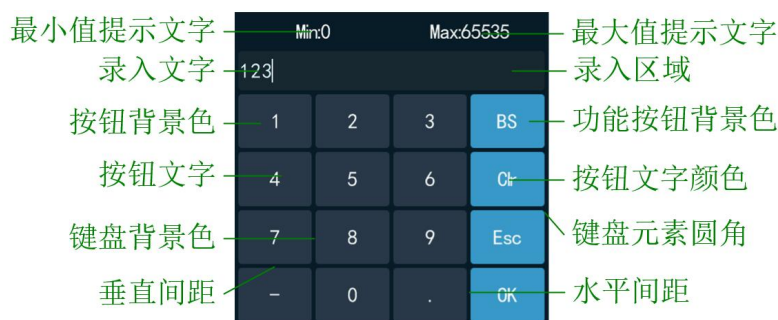 最小值提示文字 Min:0 Max:65535 最大值提示文字
录入文字 123 录入区域
按钮背景色 1 2 3 BS 功能按钮背景色
按钮文字 4 5 6 Clr 按钮文字颜色
键盘背景色 7 8 9 Esc 键盘元素圆角
垂直间距 - 0 . OK 水平间距